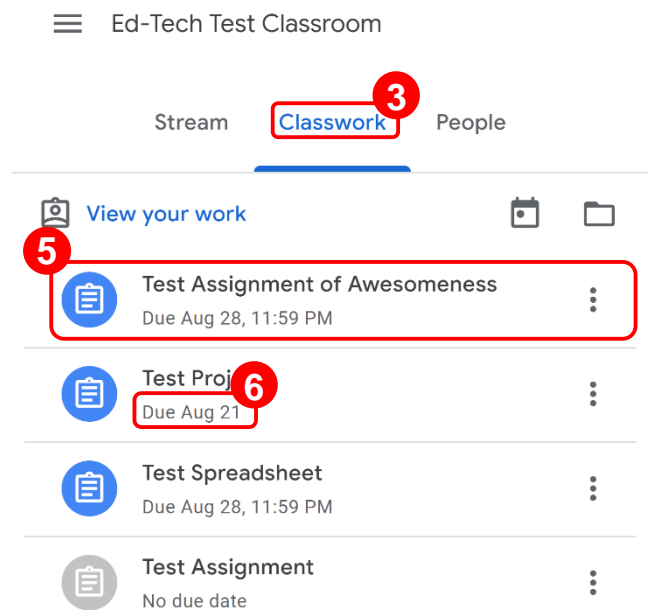 Ed-Tech Test Classroom
3
Stream Classwork People
View your work
5
Test Assignment of Awesomeness
Due Aug 28, 11:59 PM
Test Proj
6
Due Aug 21
Test Spreadsheet
Due Aug 28, 11:59 PM
Test Assignment
No due date